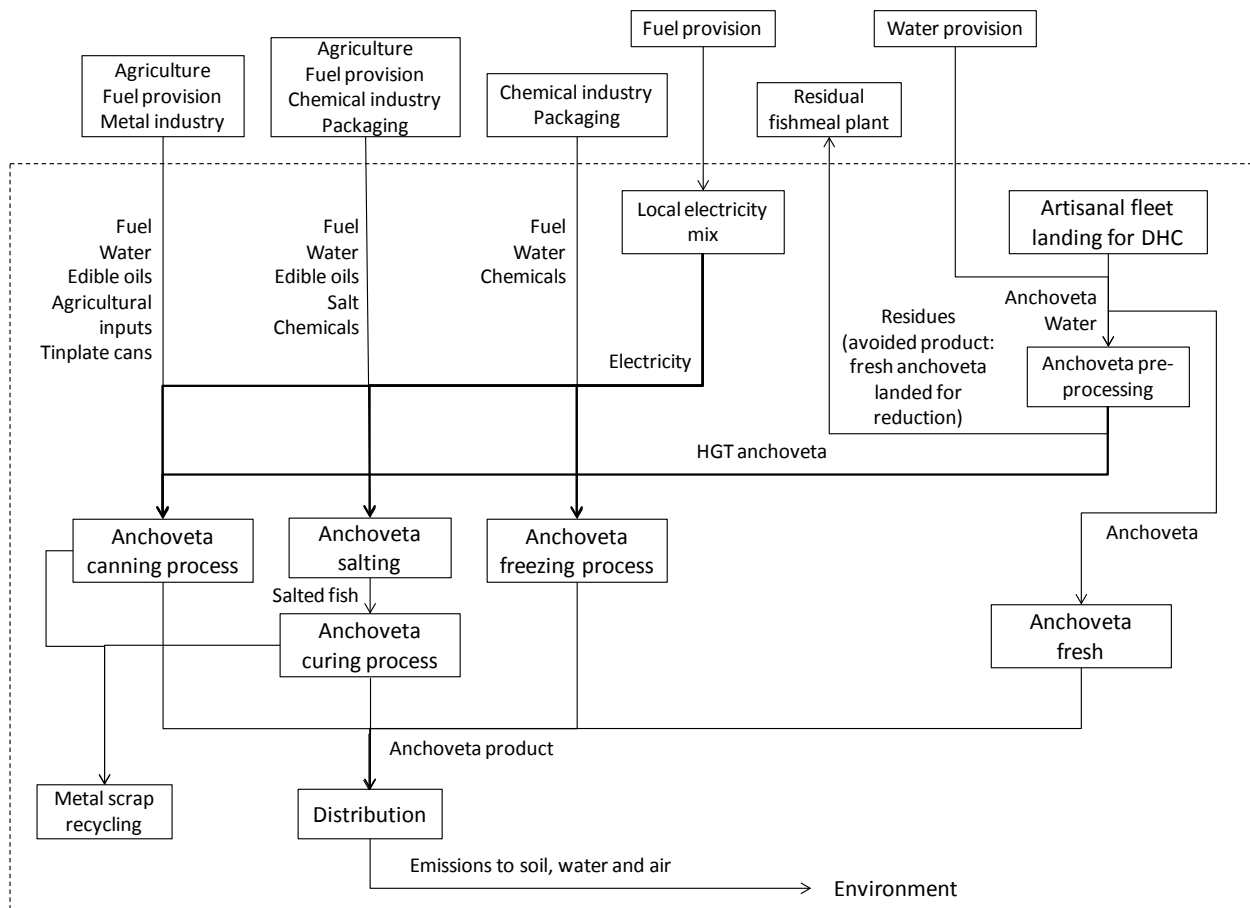 Fuel provision
Water provision
Agriculture
Fuel provision
Metal industry
Agriculture
Fuel provision
Chemical industry
Packaging
Chemical industry
Packaging
Residual
fishmeal plant
Local electricity
mix
Artisanal fleet
landing for DHC
Fuel
Water
Edible oils
Agricultural
inputs
Tinplate cans
Fuel
Water
Edible oils
Salt
Chemicals
Fuel
Water
Chemicals
Anchoveta
Water
Residues
(avoided product:
fresh anchoveta
landed for
reduction)
Electricity
Anchoveta pre-
processing
HGT anchoveta
Anchoveta
canning process
Anchoveta
salting
Anchoveta
freezing process
Anchoveta
Salted fish
Anchoveta
curing process
Anchoveta
fresh
Anchoveta product
Metal scrap
recycling
Distribution
Emissions to soil, water and air
Environment